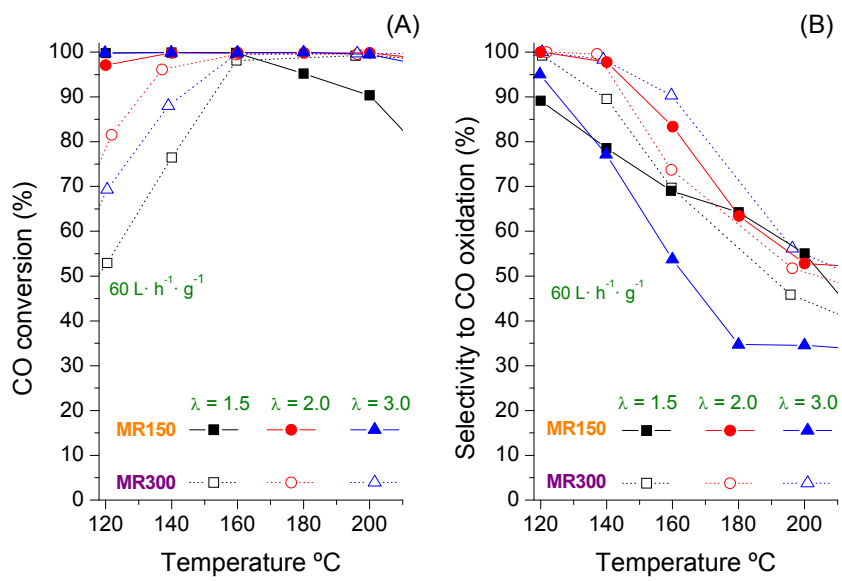 (A)
CO conversion (%)
100
90
80
70
60
50
40
30
20
10
0
60 L· h⁻¹· g⁻¹
λ = 1.5 λ = 2.0 λ = 3.0
MR150
MR300
120 140 160 180 200
Temperature ºC
(B)
Selectivity to CO oxidation (%)
100
90
80
70
60
50
40
30
20
10
0
60 L· h⁻¹· g⁻¹
λ = 1.5 λ = 2.0 λ = 3.0
MR150
MR300
120 140 160 180 200
Temperature ºC